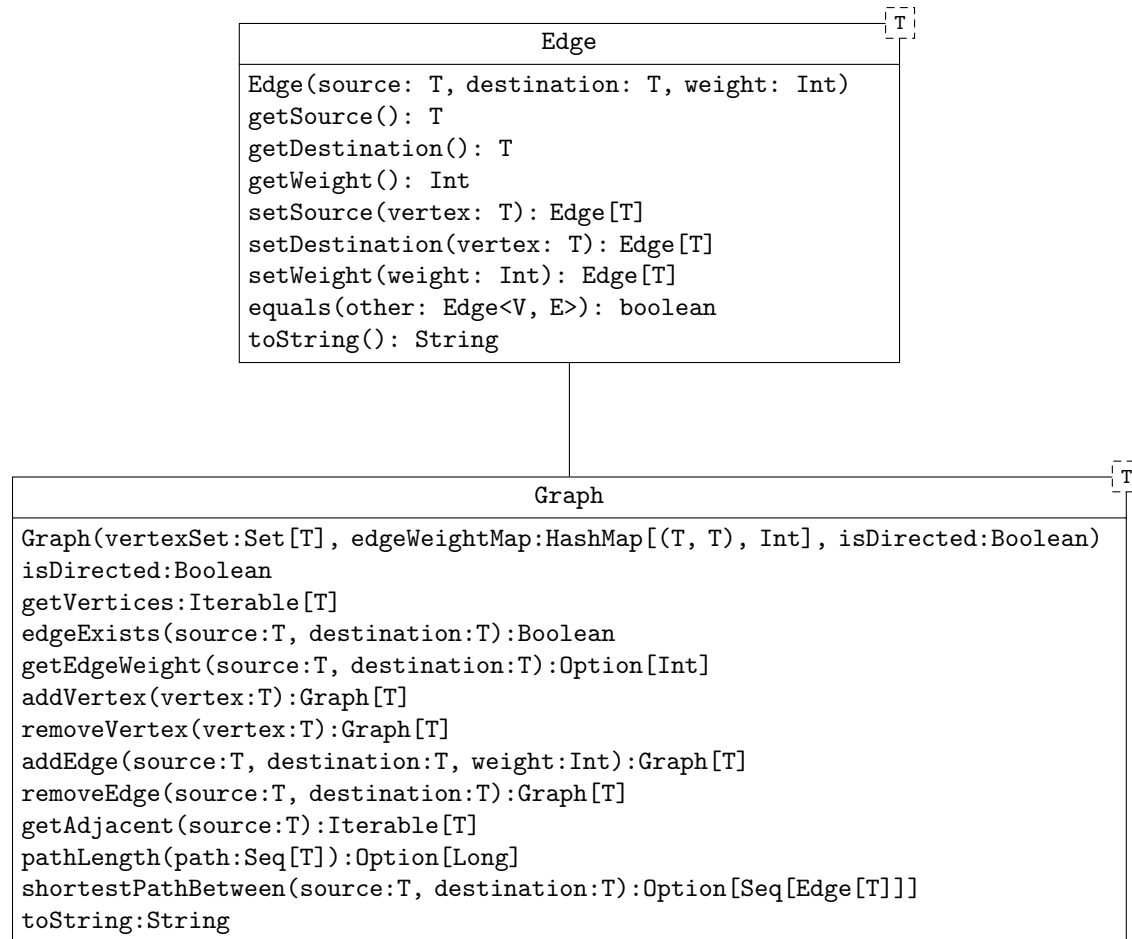 T
Edge
Edge(source: T, destination: T, weight: Int)
getSource(): T
getDestination(): T
getWeight(): Int
setSource(vertex: T): Edge[T]
setDestination(vertex: T): Edge[T]
setWeight(weight: Int): Edge[T]
equals(other: Edge<V, E>): boolean
toString(): String
T
Graph
Graph(vertexSet:Set[T], edgeWeightMap:HashMap[(T, T), Int], isDirected:Boolean)
isDirected:Boolean
getVertices:Iterable[T]
edgeExists(source:T, destination:T):Boolean
getEdgeWeight(source:T, destination:T):Option[Int]
addVertex(vertex:T):Graph[T]
removeVertex(vertex:T):Graph[T]
addEdge(source:T, destination:T, weight:Int):Graph[T]
removeEdge(source:T, destination:T):Graph[T]
getAdjacent(source:T):Iterable[T]
pathLength(path:Seq[T]):Option[Long]
shortestPathBetween(source:T, destination:T):Option[Seq[Edge[T]]]
toString:String